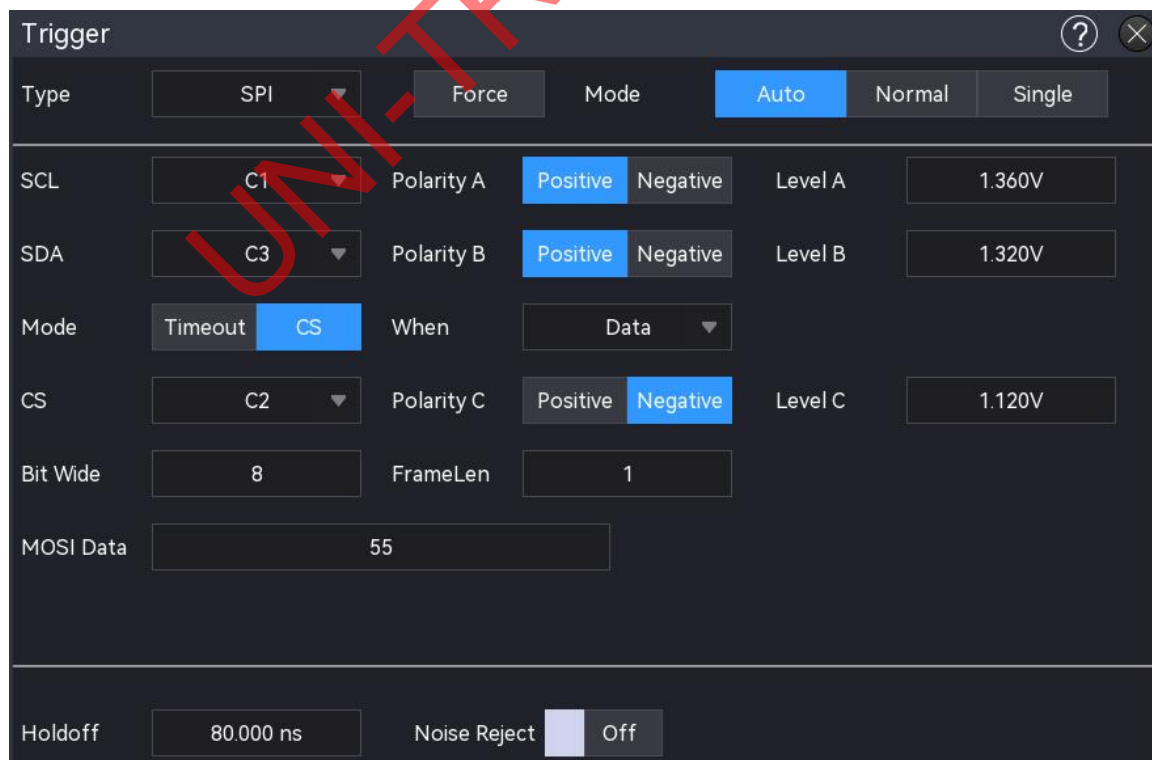 Trigger ?
Type SPI Force Mode Auto Normal Single
SCL C1 Polarity A Positive Negative Level A 1.360V
SDA C3 Polarity B Positive Negative Level B 1.320V
Mode Timeout CS When Data
CS C2 Polarity C Positive Negative Level C 1.120V
Bit Wide 8 FrameLen 1
MOSI Data 55
Holdoff 80.000 ns Noise Reject Off
UNI-TR